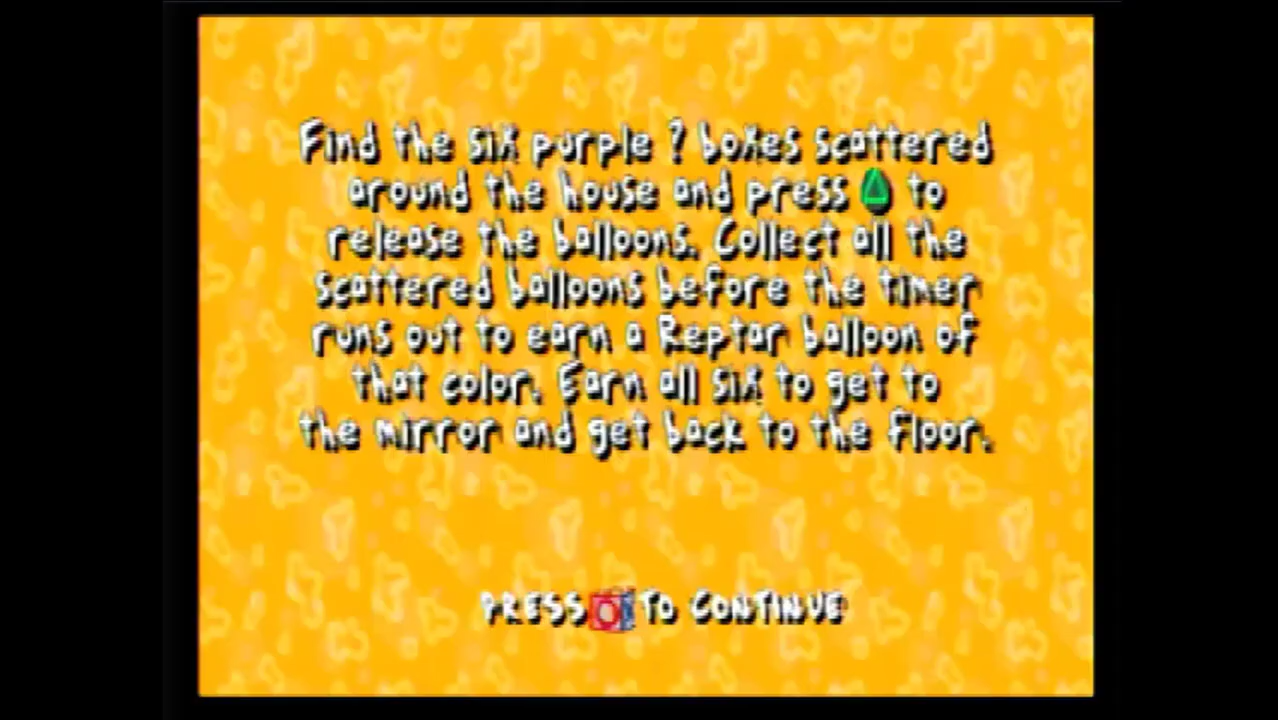 Find the six purple ? boxes scattered
around the house and press to
release the balloons. Collect all the
scattered balloons before the timer
runs out to earn a Reptar balloon of
that color. Earn all six to get to
the mirror and get back to the floor.
PRESS TO CONTINUE